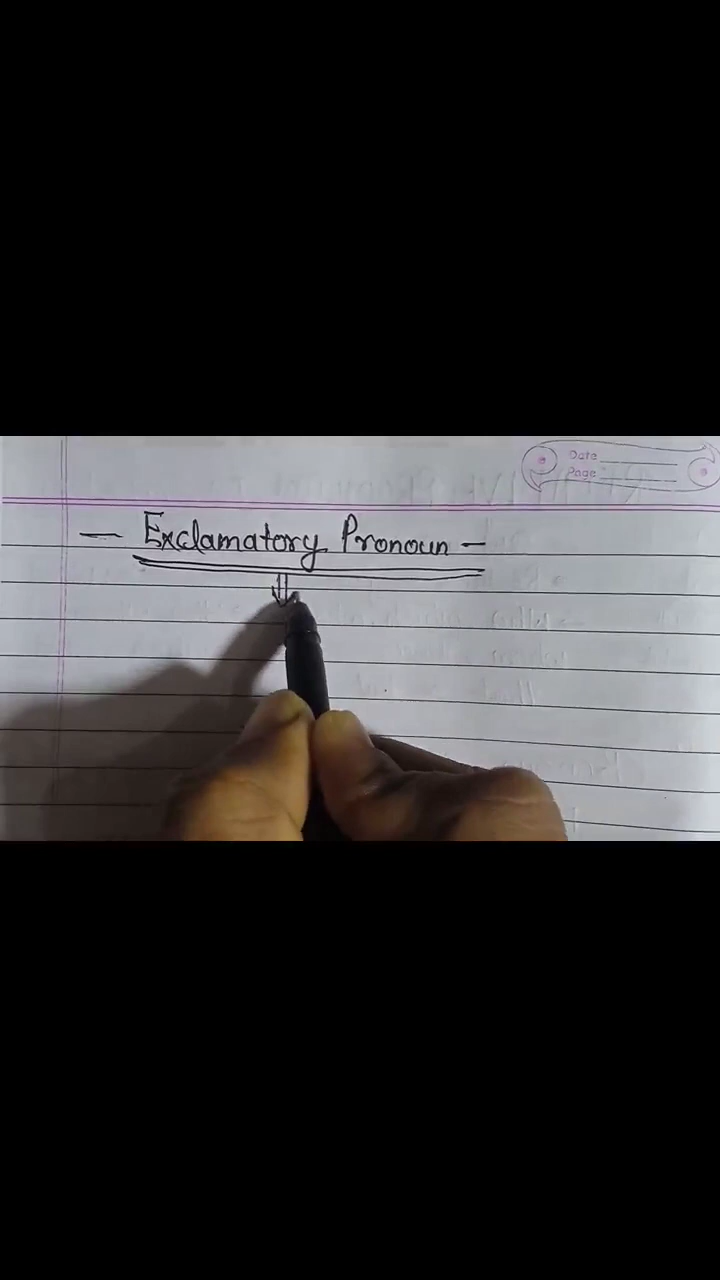 Date
Page
— Exclamatory Pronoun —